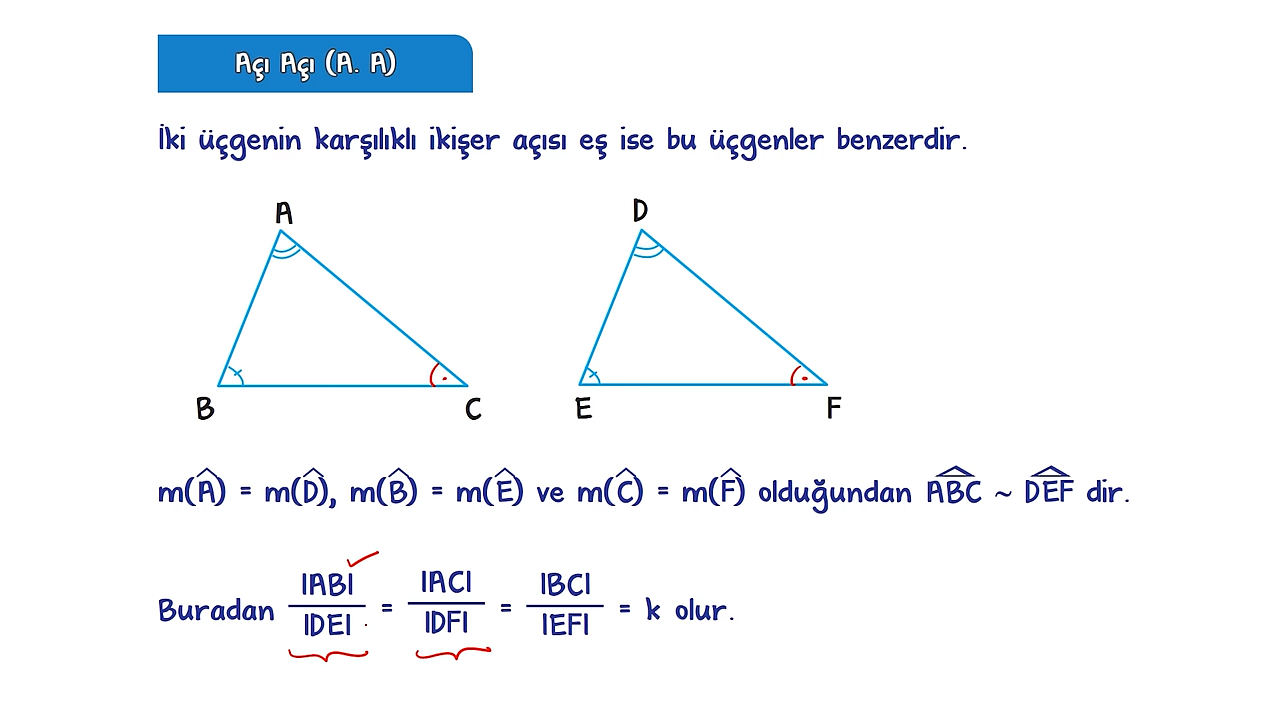 Açı Açı (A. A)
İki üçgenin karşılıklı ikişer açısı eş ise bu üçgenler benzerdir.
A
D
B
C
E
F
m(Â) = m(D̂), m(B̂) = m(Ê) ve m(Ĉ) = m(F̂) olduğundan ABC ~ DEF dir.
Buradan |AB|/|DE| = |AC|/|DF| = |BC|/|EF| = k olur.